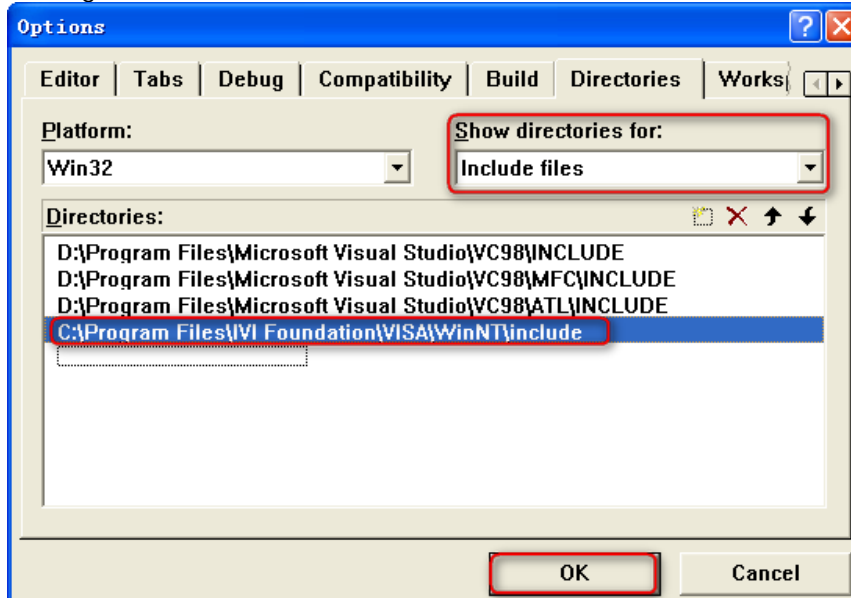 Options
Editor Tabs Debug Compatibility Build Directories
Platform: Show directories for:
Win32 Include files
Directories:
D:\Program Files\Microsoft Visual Studio\VC98\INCLUDE
D:\Program Files\Microsoft Visual Studio\VC98\MFC\INCLUDE
D:\Program Files\Microsoft Visual Studio\VC98\ATL\INCLUDE
C:\Program Files\IVI Foundation\VISA\WinNT\include
OK Cancel